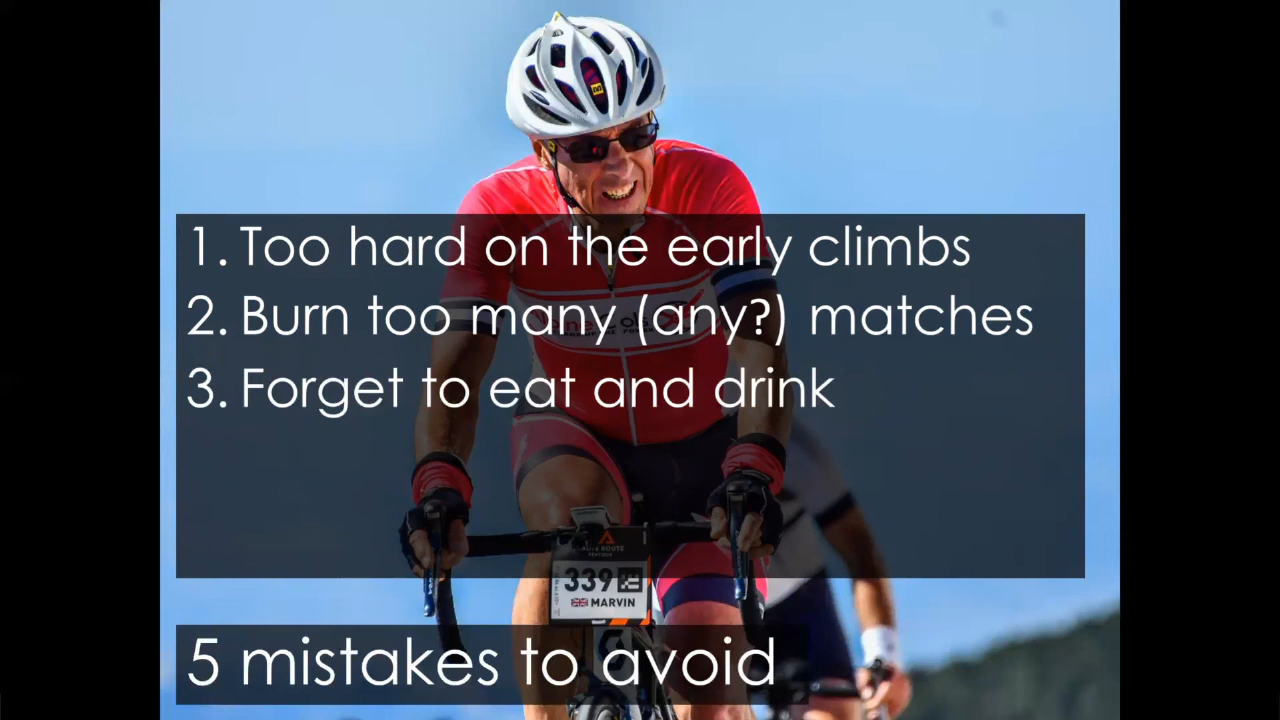 1. Too hard on the early climbs
2. Burn too many (any?) matches
3. Forget to eat and drink
339
MARVIN
5 mistakes to avoid